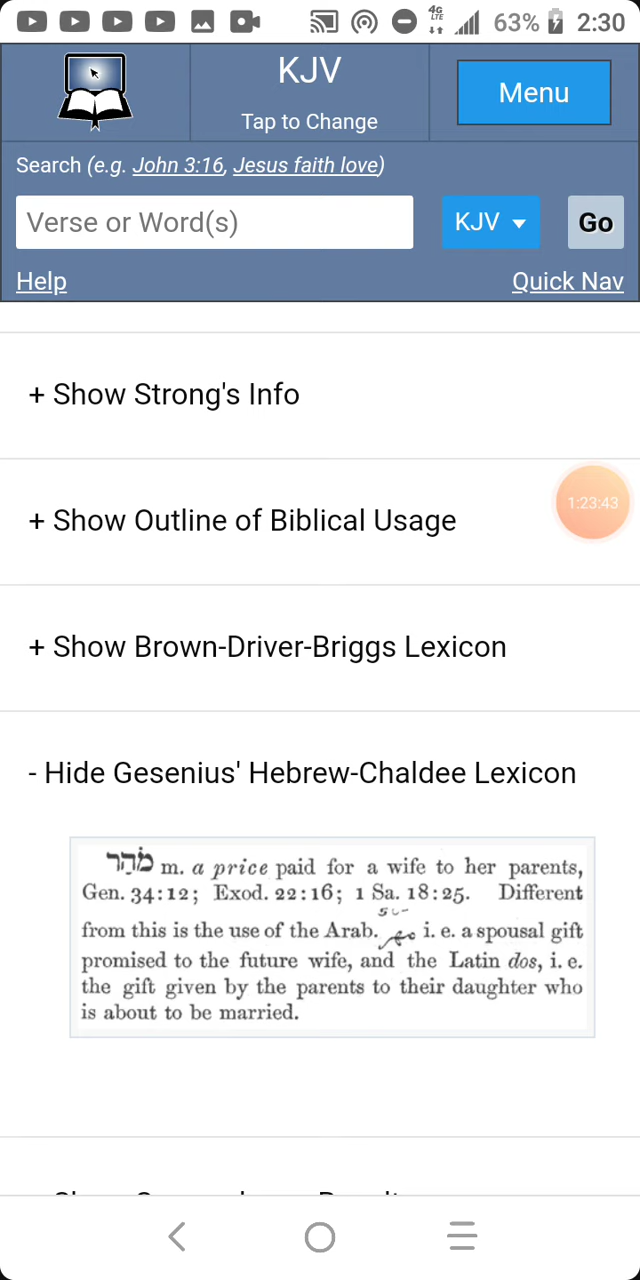 4G
LTE
63%
2:30
KJV
Tap to Change
Menu
Search (e.g. John 3:16, Jesus faith love)
Verse or Word(s)
KJV
Go
Help
Quick Nav
+ Show Strong's Info
1:23:43
+ Show Outline of Biblical Usage
+ Show Brown-Driver-Briggs Lexicon
- Hide Gesenius' Hebrew-Chaldee Lexicon
מֹהַר m. a price paid for a wife to her parents,
Gen. 34:12; Exod. 22:16; 1 Sa. 18:25. Different
from this is the use of the Arab. i. e. a spousal gift
promised to the future wife, and the Latin dos, i. e.
the gift given by the parents to their daughter who
is about to be married.